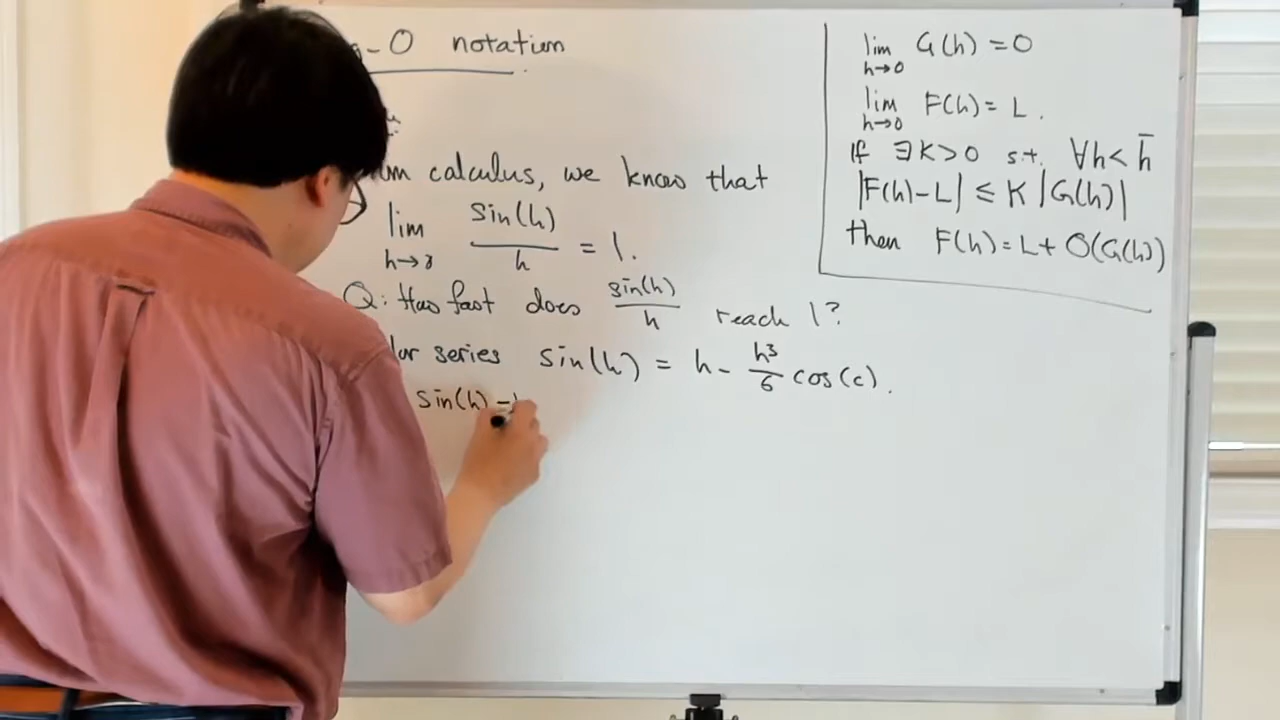 - O notation
calculus, we know that
lim h→0 sin(h)/h = 1.
Q: How fast does sin(h)/h reach 1?
lor series sin(h) = h - h³/6 cos(c).
sin(h) -
lim h→0 G(h) = 0
lim h→0 F(h) = L.
If ∃ K>0 s.t. ∀h < h̄
|F(h)-L| ≤ K |G(h)|
then F(h) = L + O(G(h))